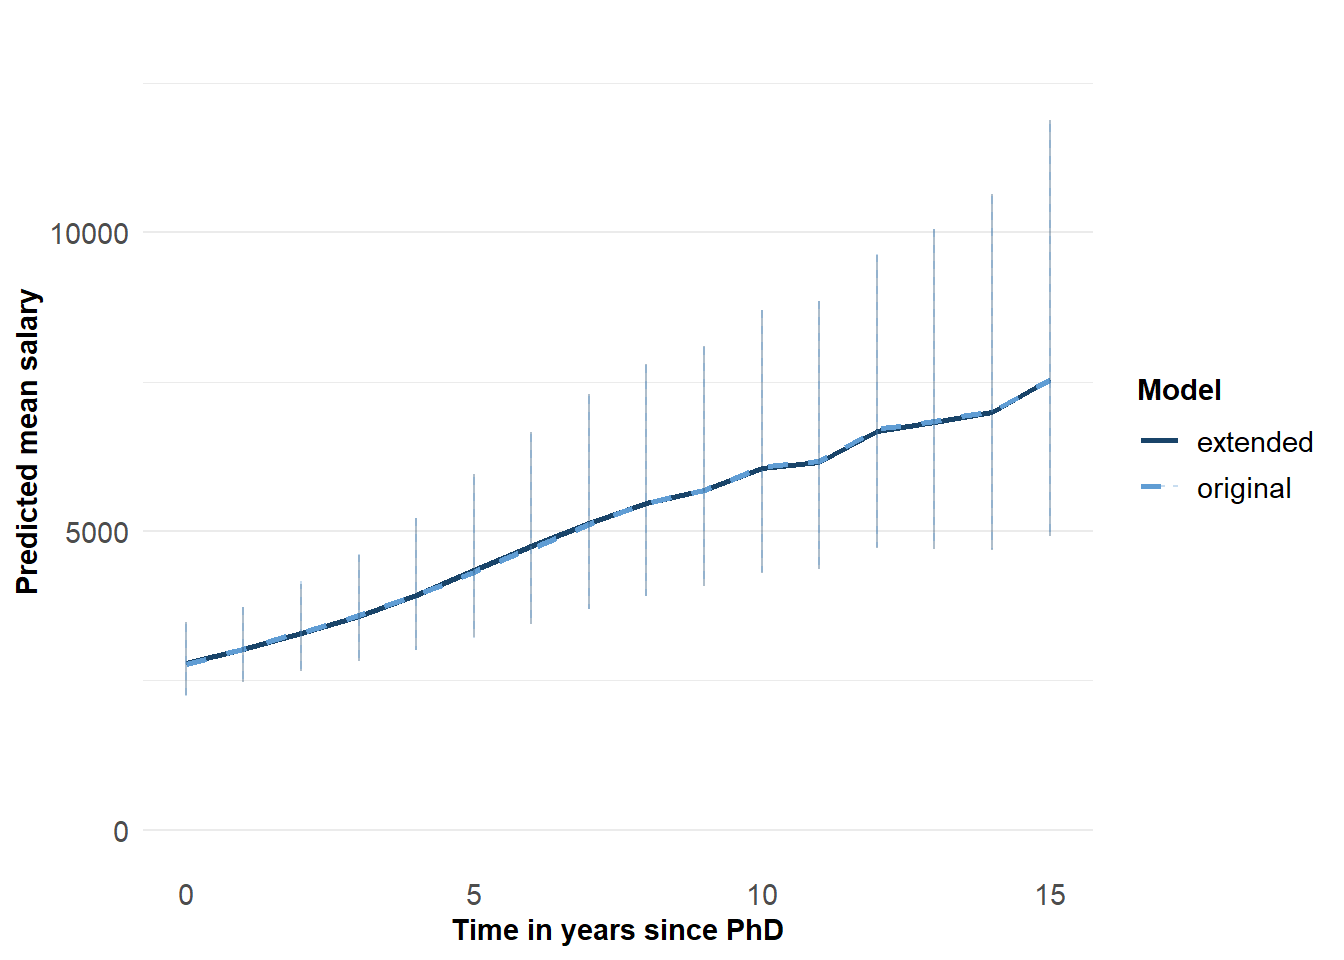 Predicted mean salary
10000
5000
0
0 5 10 15
Time in years since PhD
Model
extended
original